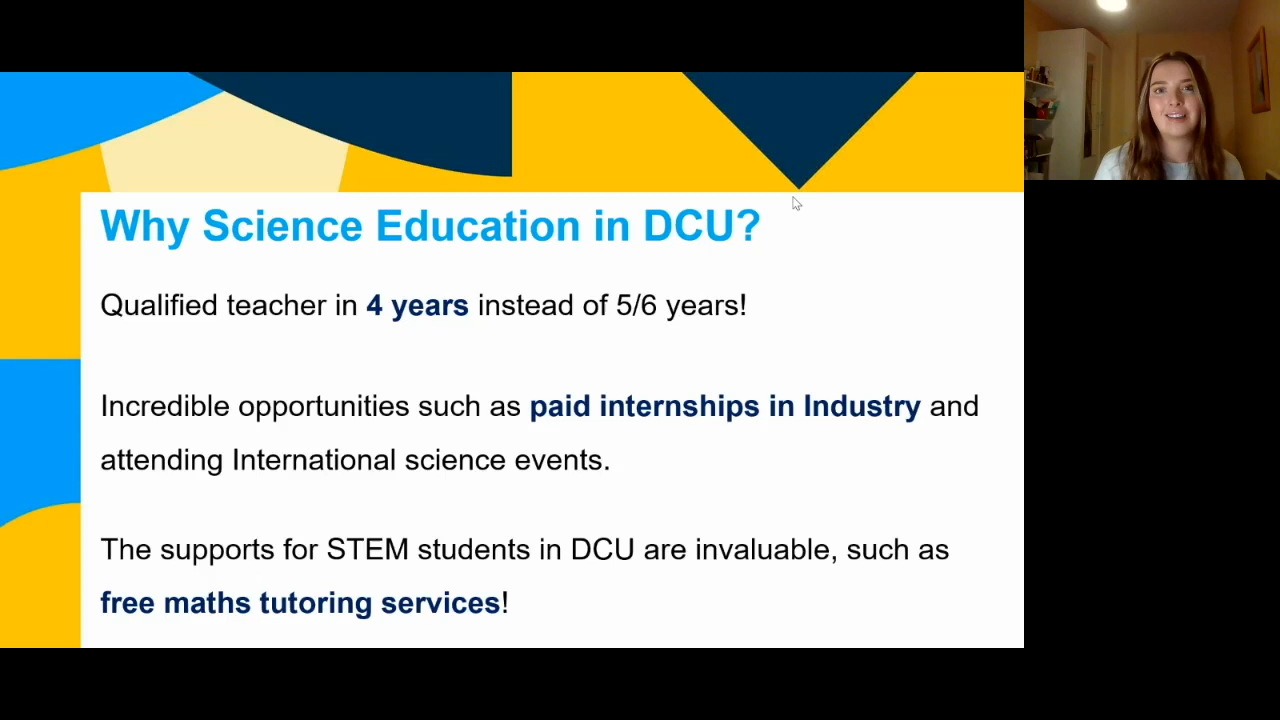 Why Science Education in DCU?
Qualified teacher in 4 years instead of 5/6 years!
Incredible opportunities such as paid internships in Industry and
attending International science events.
The supports for STEM students in DCU are invaluable, such as
free maths tutoring services!